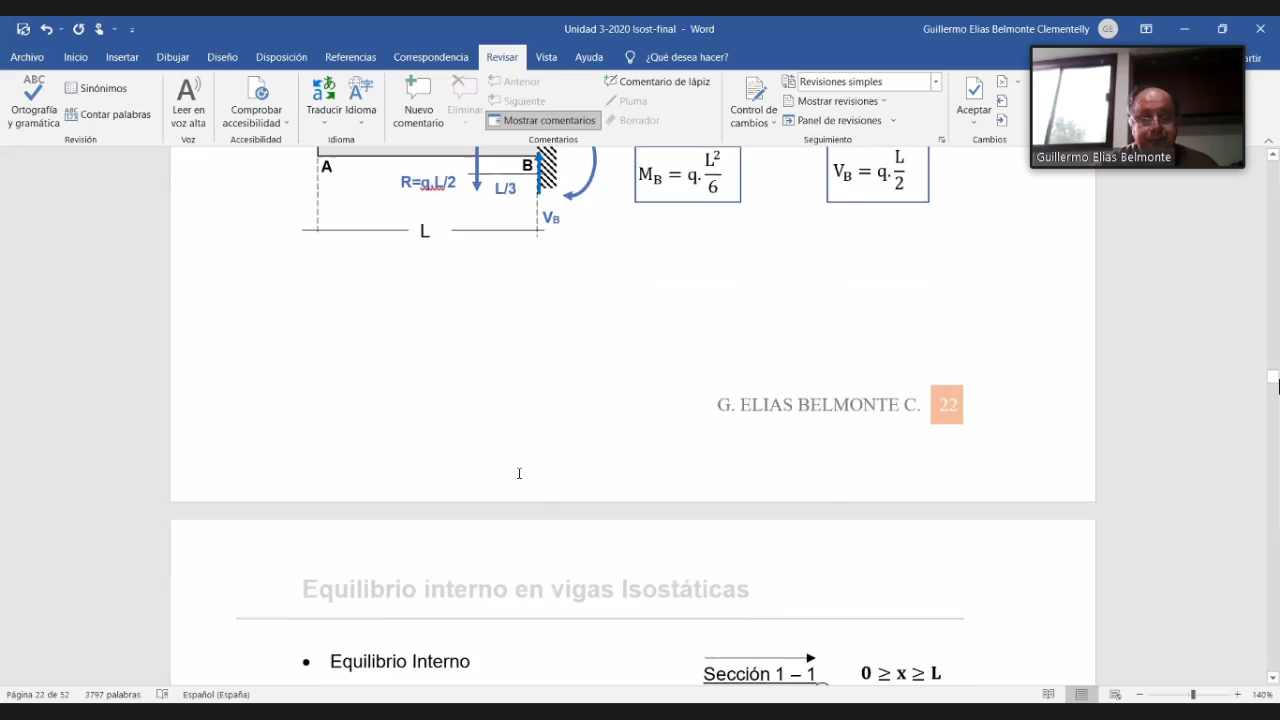 Unidad 3-2020 Isost-final - Word
Guillermo Elias Belmonte Clementelly
GE
Archivo Inicio Insertar Dibujar Diseño Disposición Referencias Correspondencia Revisar Vista Ayuda ¿Qué desea hacer?
rtir
ABC
Ortografía y gramática
Sinónimos
Contar palabras
Revisión
Leer en voz alta
Voz
Comprobar accesibilidad
Accesibilidad
Traducir
Idioma
Idioma
Nuevo comentario
Eliminar
Anterior
Siguiente
Mostrar comentarios
Comentario de lápiz
Pluma
Borrador
Comentarios
Control de cambios
Revisiones simples
Mostrar revisiones
Panel de revisiones
Seguimiento
Aceptar
Cambios
Guillermo Elias Belmonte
A
R=q.L/2
B
L/3
VB
L
MB = q. L²/6
VB = q. L/2
G. ELIAS BELMONTE C. 22
Equilibrio interno en vigas Isostáticas
• Equilibrio Interno
Sección 1 – 1
0 ≥ x ≥ L
Página 22 de 52
3797 palabras
Español (España)
140%